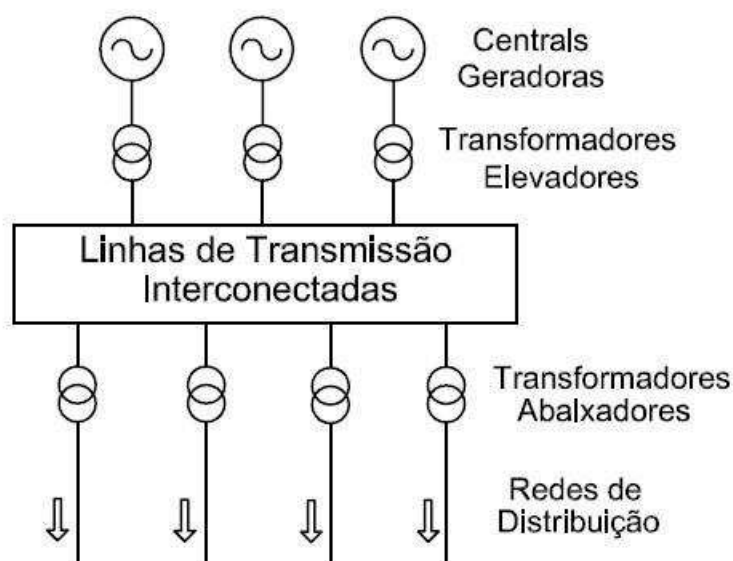 Centrals
Geradoras
Transformadores
Elevadores
Linhas de Transmissão
Interconectadas
Transformadores
Abalxadores
Redes de
Distribuição